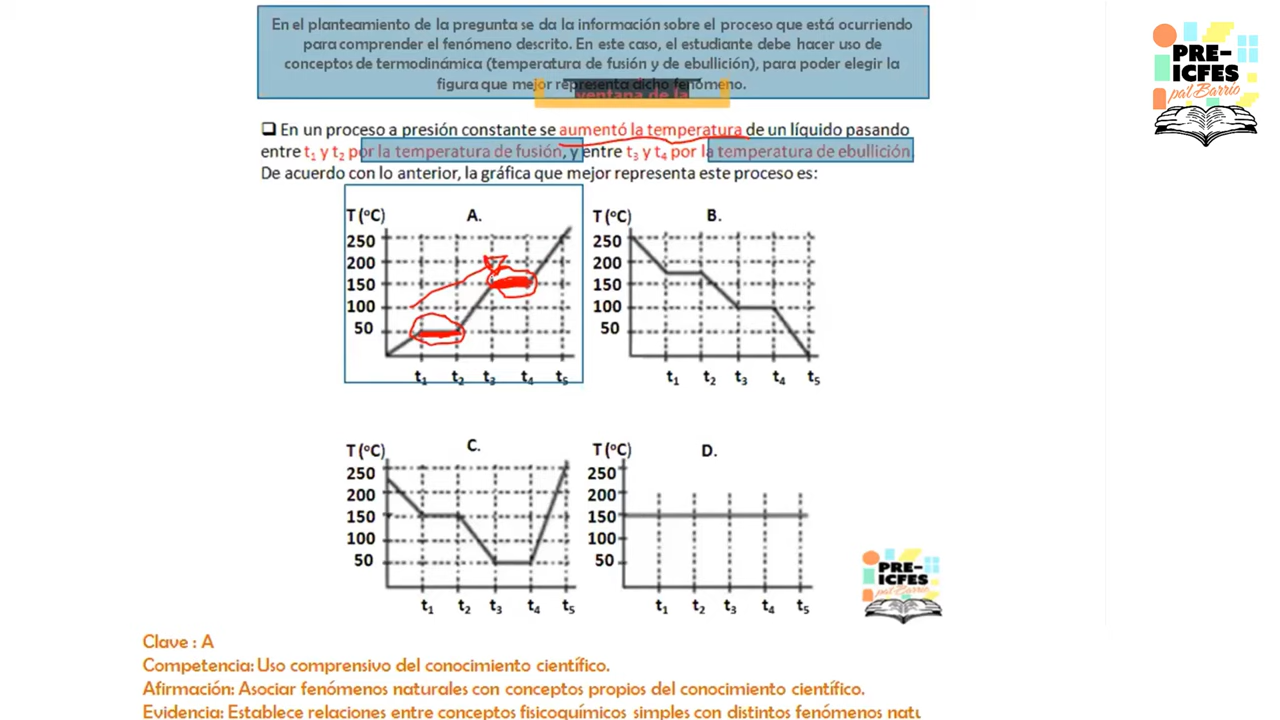 En el planteamiento de la pregunta se da la información sobre el proceso que está ocurriendo
para comprender el fenómeno descrito. En este caso, el estudiante debe hacer uso de
conceptos de termodinámica (temperatura de fusión y de ebullición), para poder elegir la
figura que mejor representa dicho fenómeno.
ventana de la
PRE-
ICFES
pa'l Barrio
❑ En un proceso a presión constante se aumentó la temperatura de un líquido pasando
entre t₁ y t₂ por la temperatura de fusión, y entre t₃ y t₄ por la temperatura de ebullición.
De acuerdo con lo anterior, la gráfica que mejor representa este proceso es:
T (ºC) A.
250
200
150
100
50
t₁ t₂ t₃ t₄ t₅
T (ºC) B.
250
200
150
100
50
t₁ t₂ t₃ t₄ t₅
T (ºC) C.
250
200
150
100
50
t₁ t₂ t₃ t₄ t₅
T (ºC) D.
250
200
150
100
50
t₁ t₂ t₃ t₄ t₅
PRE-
ICFES
pa'l Barrio
Clave : A
Competencia: Uso comprensivo del conocimiento científico.
Afirmación: Asociar fenómenos naturales con conceptos propios del conocimiento científico.
Evidencia: Establece relaciones entre conceptos fisicoquímicos simples con distintos fenómenos natu